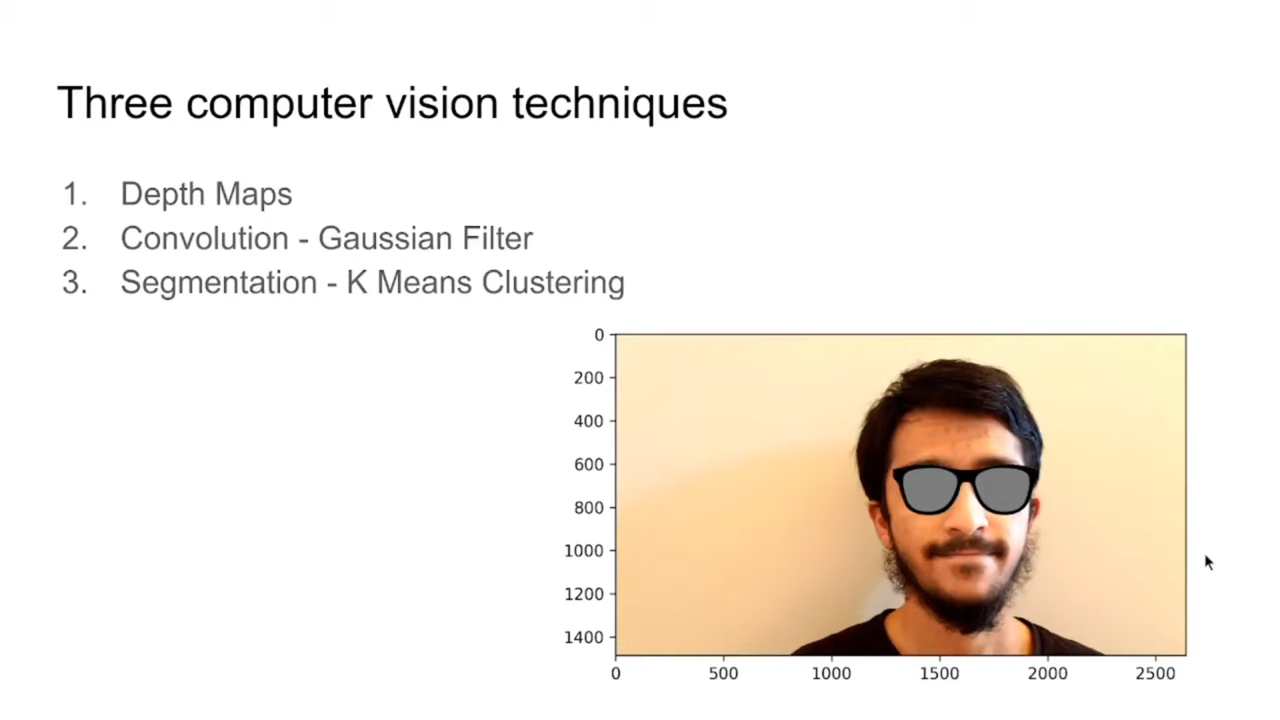 Three computer vision techniques
1. Depth Maps
2. Convolution - Gaussian Filter
3. Segmentation - K Means Clustering
0
200
400
600
800
1000
1200
1400
0 500 1000 1500 2000 2500